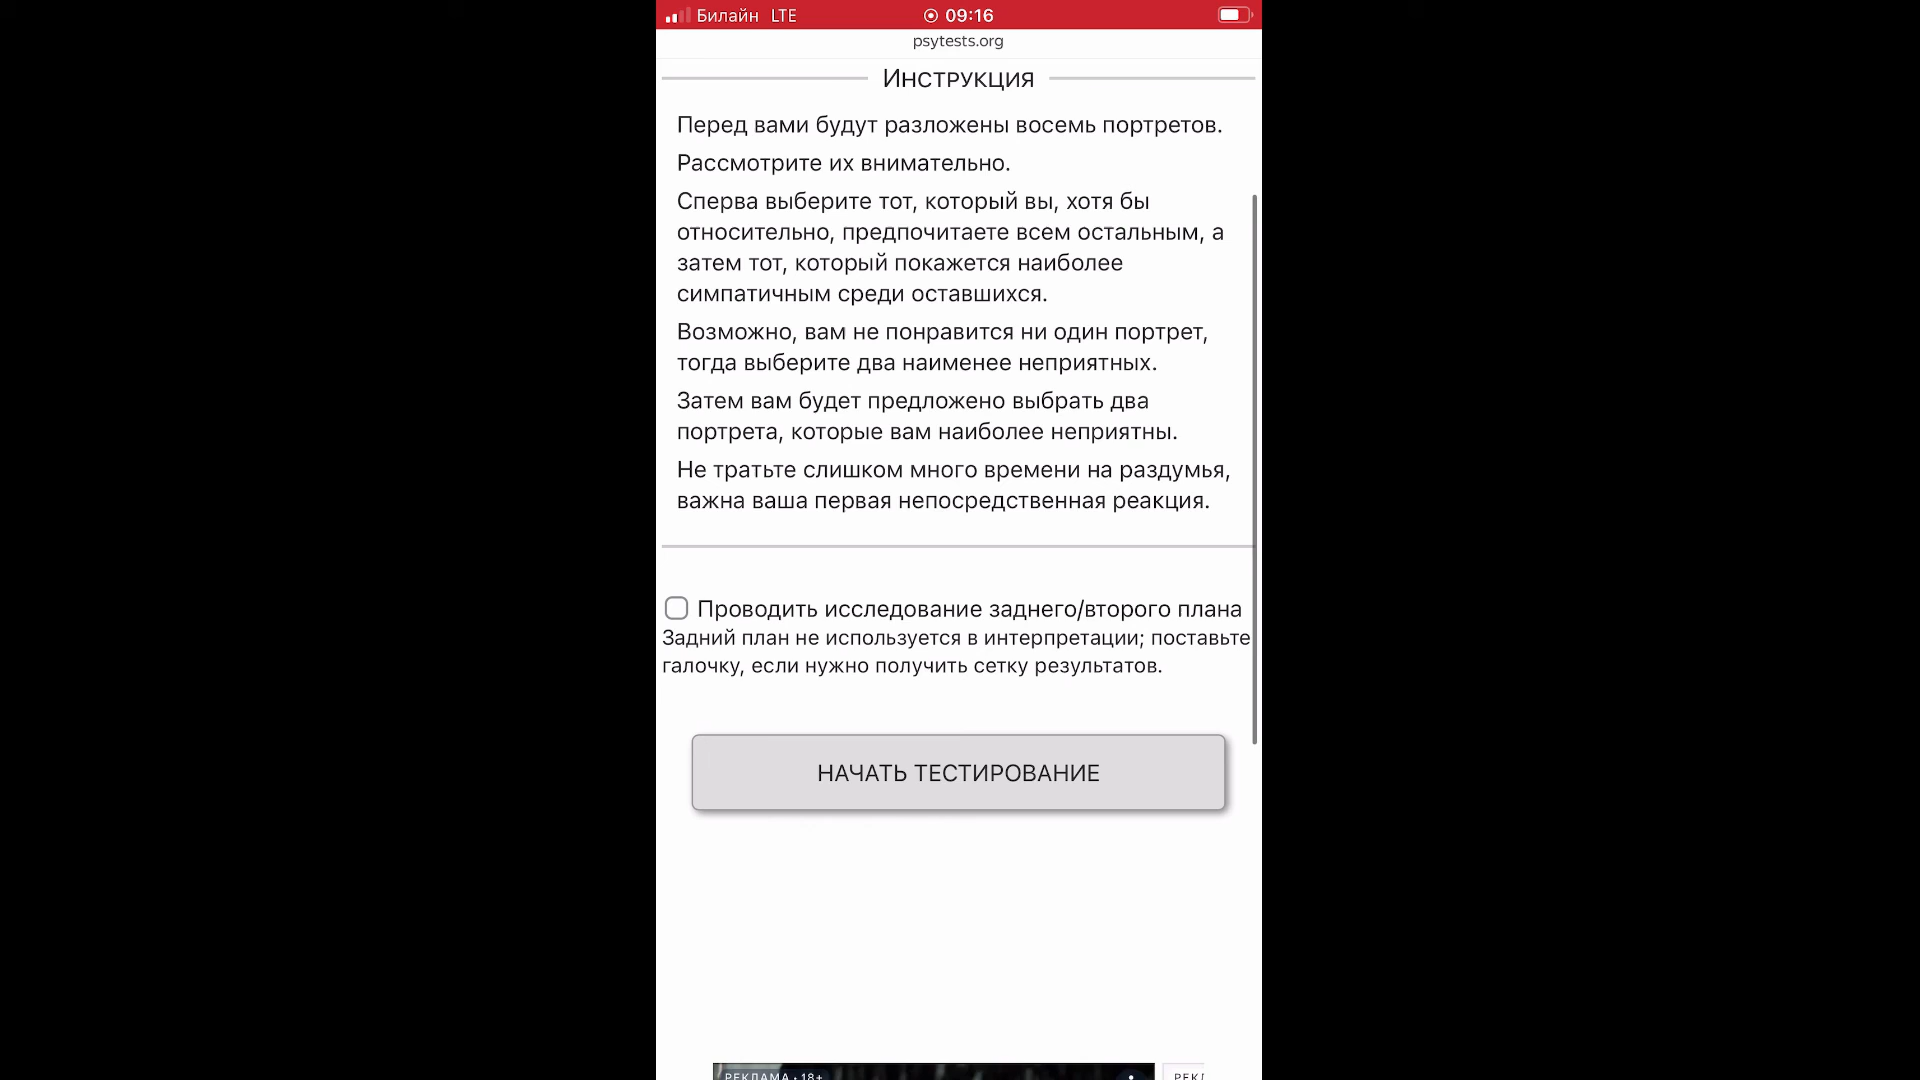 Билайн LTE 09:16
psytests.org
Инструкция
Перед вами будут разложены восемь портретов.
Рассмотрите их внимательно.
Сперва выберите тот, который вы, хотя бы
относительно, предпочитаете всем остальным, а
затем тот, который покажется наиболее
симпатичным среди оставшихся.
Возможно, вам не понравится ни один портрет,
тогда выберите два наименее неприятных.
Затем вам будет предложено выбрать два
портрета, которые вам наиболее неприятны.
Не тратьте слишком много времени на раздумья,
важна ваша первая непосредственная реакция.
Проводить исследование заднего/второго плана
Задний план не используется в интерпретации; поставьте
галочку, если нужно получить сетку результатов.
НАЧАТЬ ТЕСТИРОВАНИЕ
РЕКЛАМА • 18+